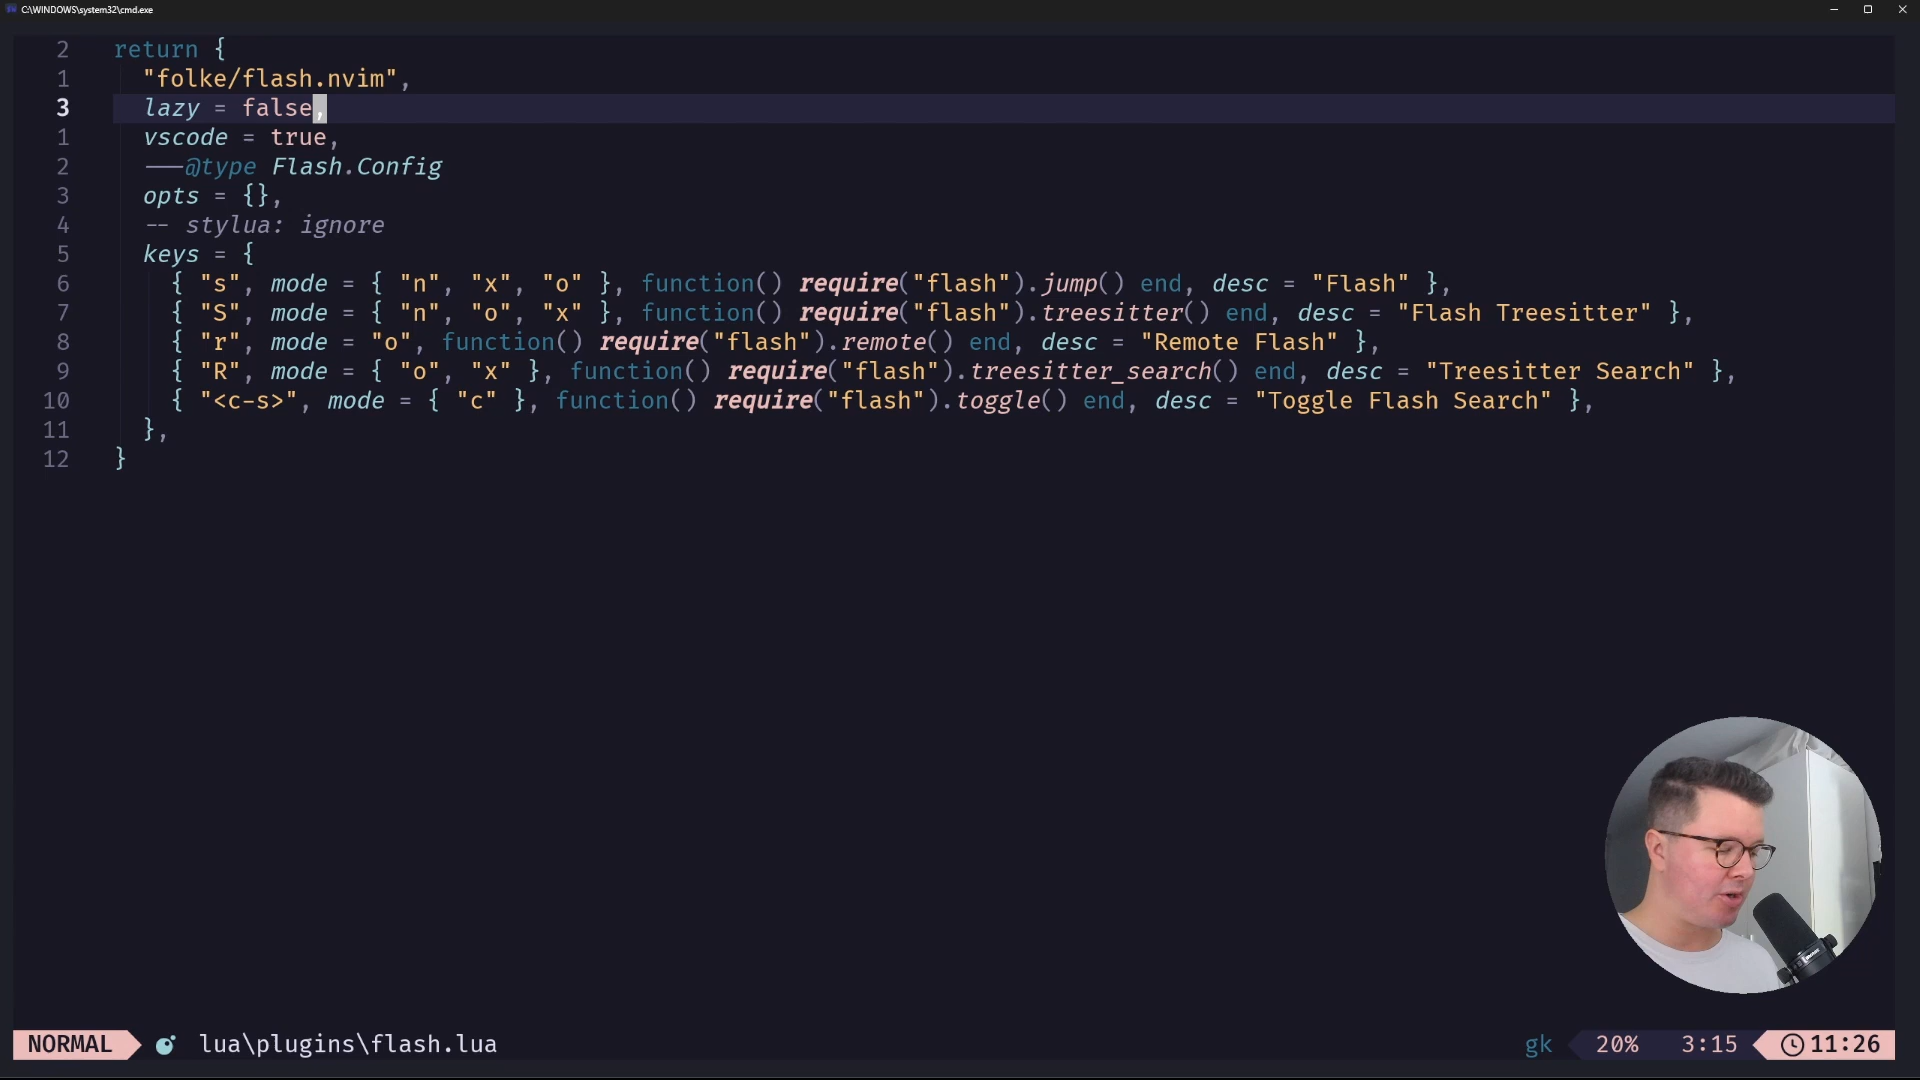 C:\WINDOWS\system32\cmd.exe
2 return {
1 "folke/flash.nvim",
3 lazy = false,
1 vscode = true,
2 ---@type Flash.Config
3 opts = {},
4 -- stylua: ignore
5 keys = {
6 { "s", mode = { "n", "x", "o" }, function() require("flash").jump() end, desc = "Flash" },
7 { "S", mode = { "n", "o", "x" }, function() require("flash").treesitter() end, desc = "Flash Treesitter" },
8 { "r", mode = "o", function() require("flash").remote() end, desc = "Remote Flash" },
9 { "R", mode = { "o", "x" }, function() require("flash").treesitter_search() end, desc = "Treesitter Search" },
10 { "<c-s>", mode = { "c" }, function() require("flash").toggle() end, desc = "Toggle Flash Search" },
11 },
12 }
NORMAL lua\plugins\flash.lua gk 20% 3:15 11:26